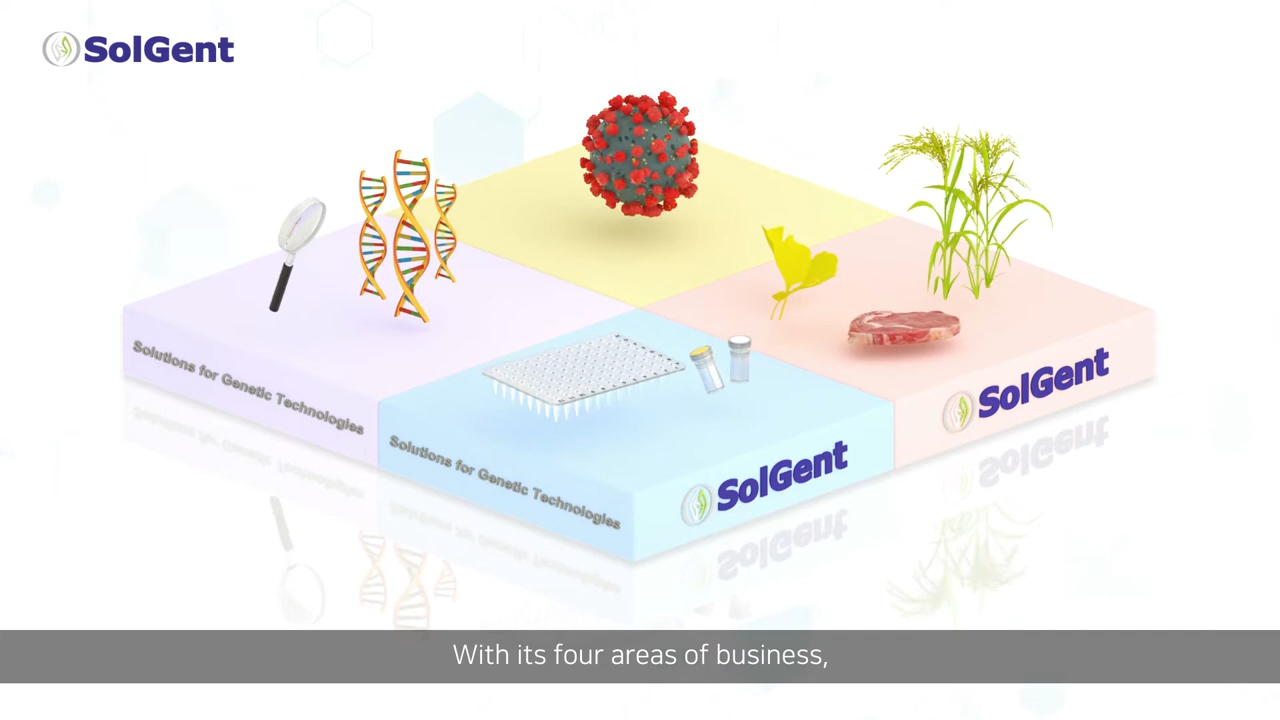 SolGent
Solutions for Genetic Technologies
Solutions for Genetic Technologies
SolGent
SolGent
With its four areas of business,